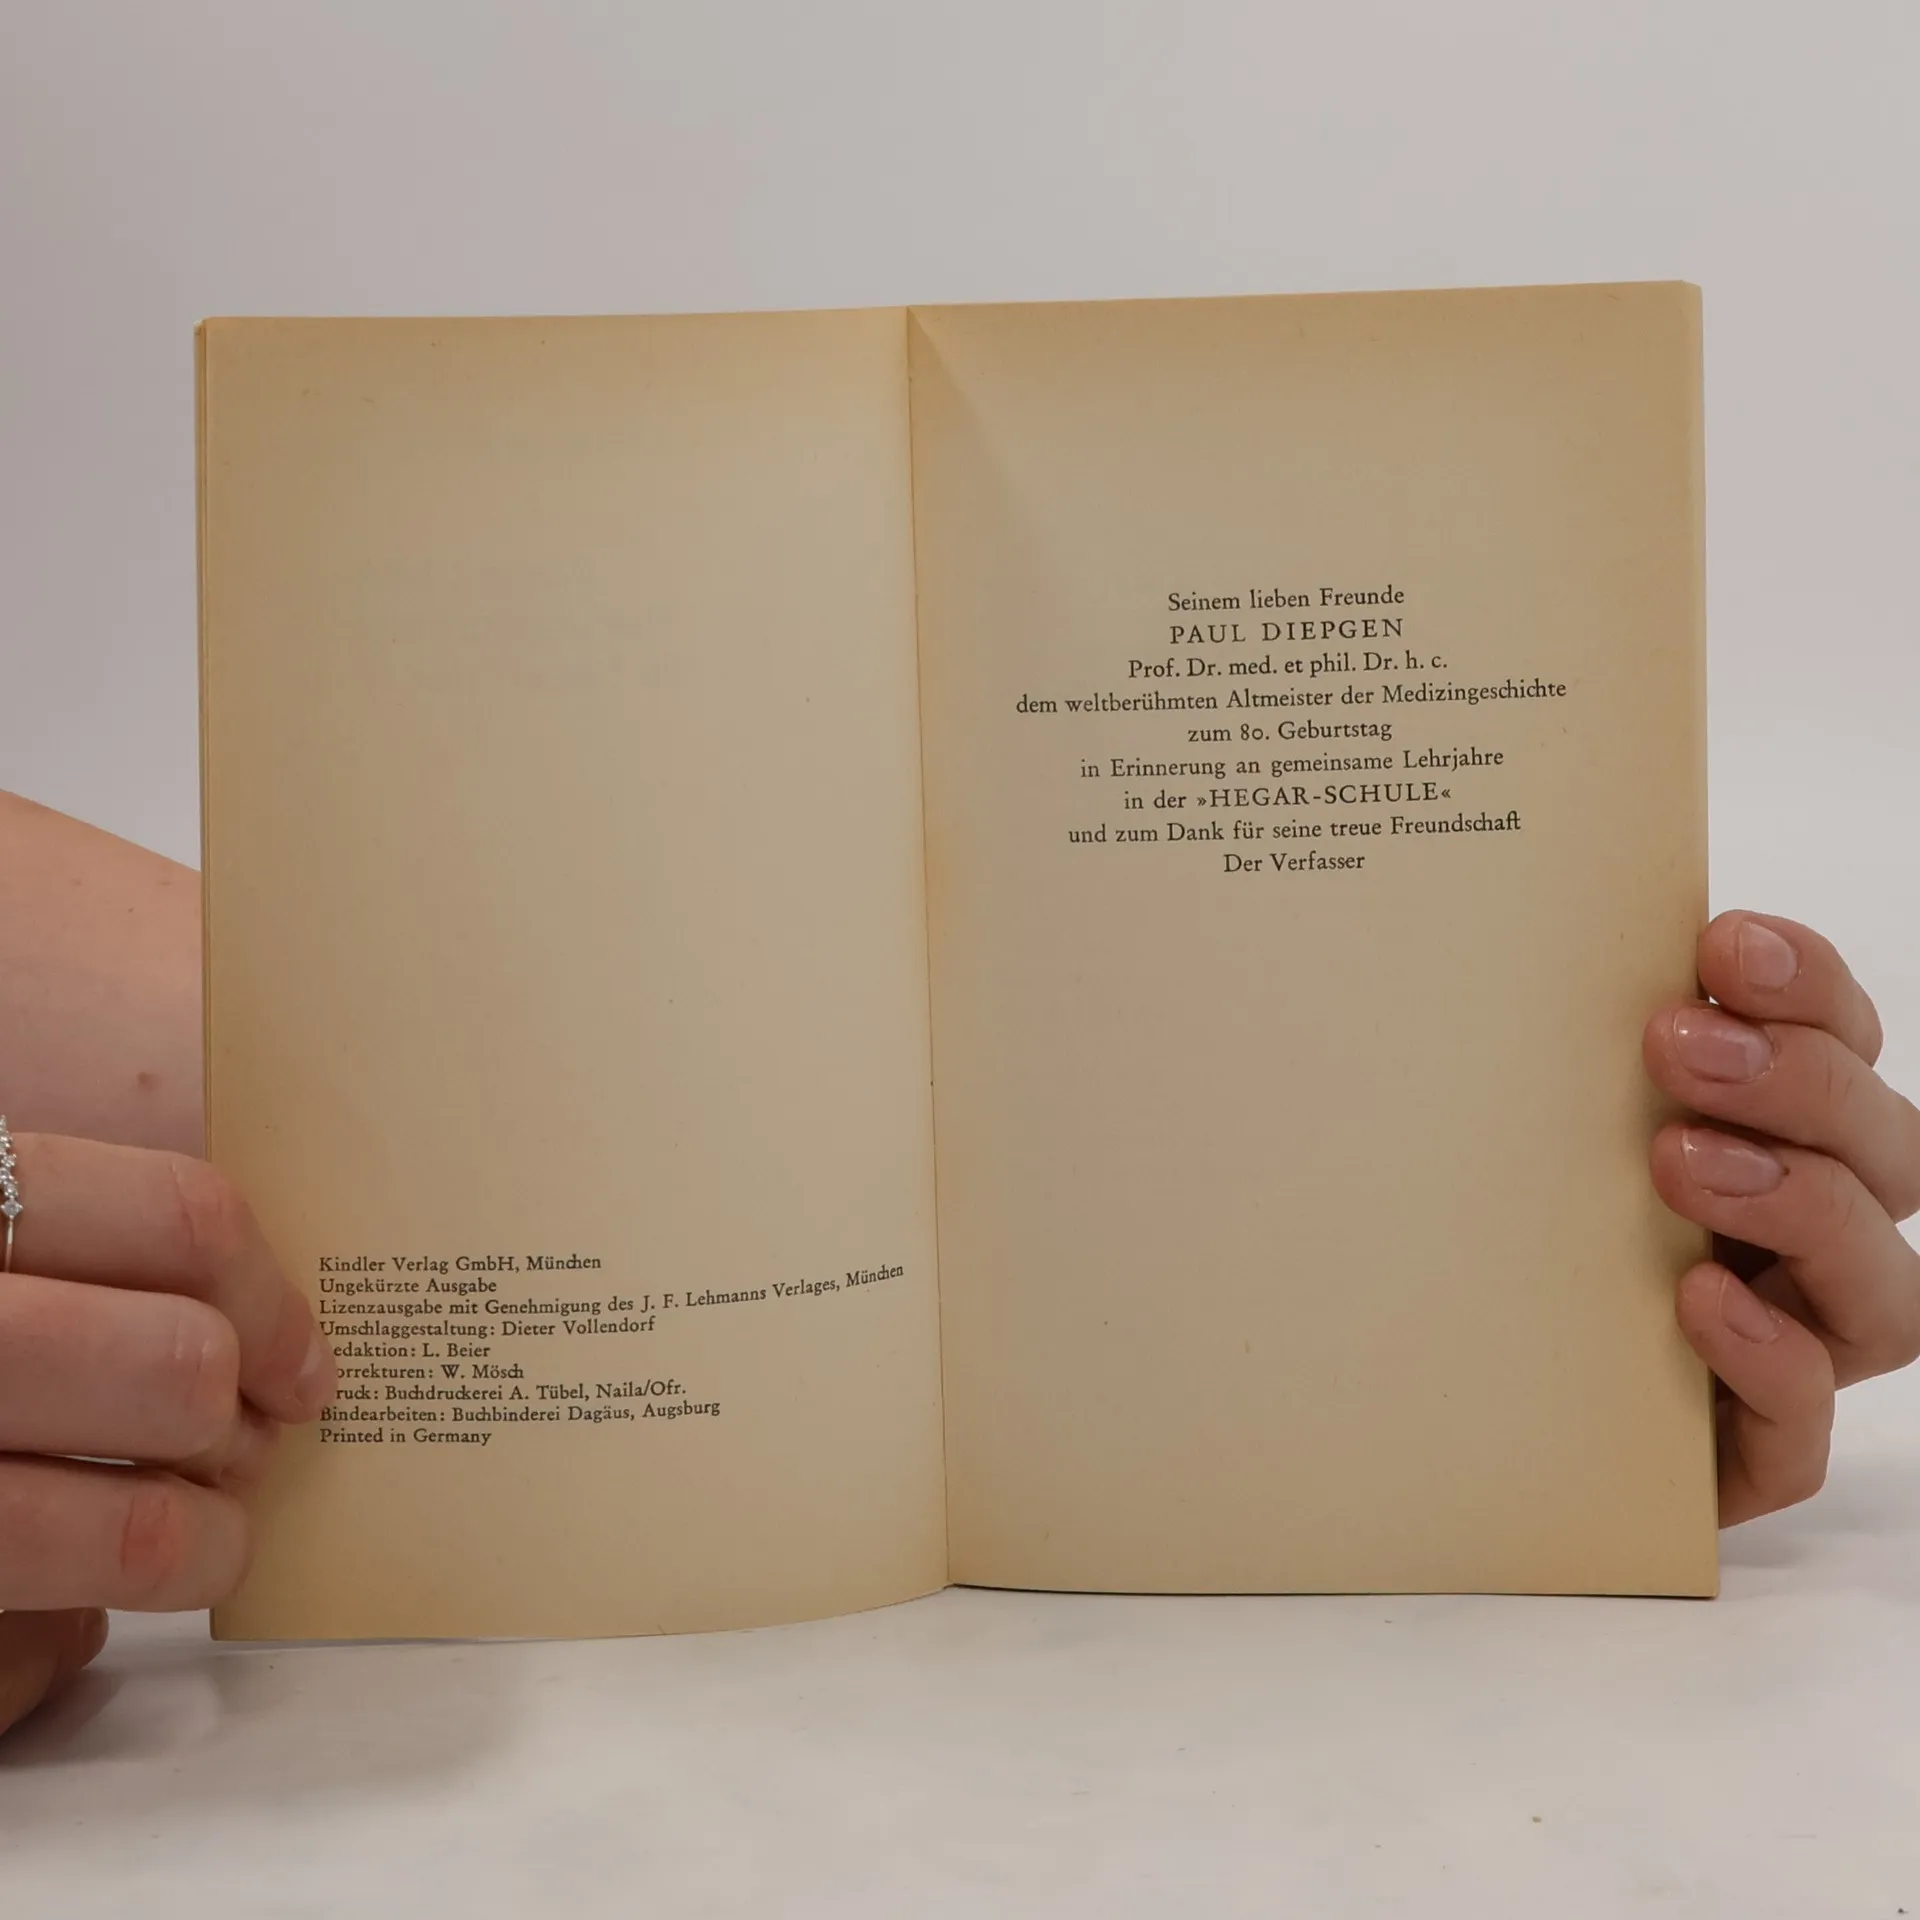 Kindler Verlag GmbH, München
Ungekürzte Ausgabe
Lizenzausgabe mit Genehmigung des J. F. Lehmanns Verlages, München
Umschlaggestaltung: Dieter Vollendorf
edaktion: L. Beier
orrekturen: W. Mösch
ruck: Buchdruckerei A. Tübel, Naila/Ofr.
Bindearbeiten: Buchbinderei Dagäus, Augsburg
Printed in Germany
Seinem lieben Freunde
PAUL DIEPGEN
Prof. Dr. med. et phil. Dr. h. c.
dem weltberühmten Altmeister der Medizingeschichte
zum 80. Geburtstag
in Erinnerung an gemeinsame Lehrjahre
in der »HEGAR-SCHULE«
und zum Dank für seine treue Freundschaft
Der Verfasser